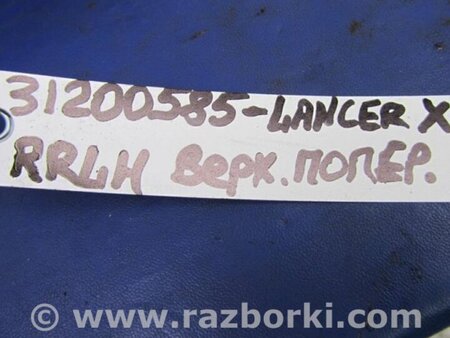 31200585-LANCER X
RRLH Верх.ПОПЕР.
© www.razborki.com